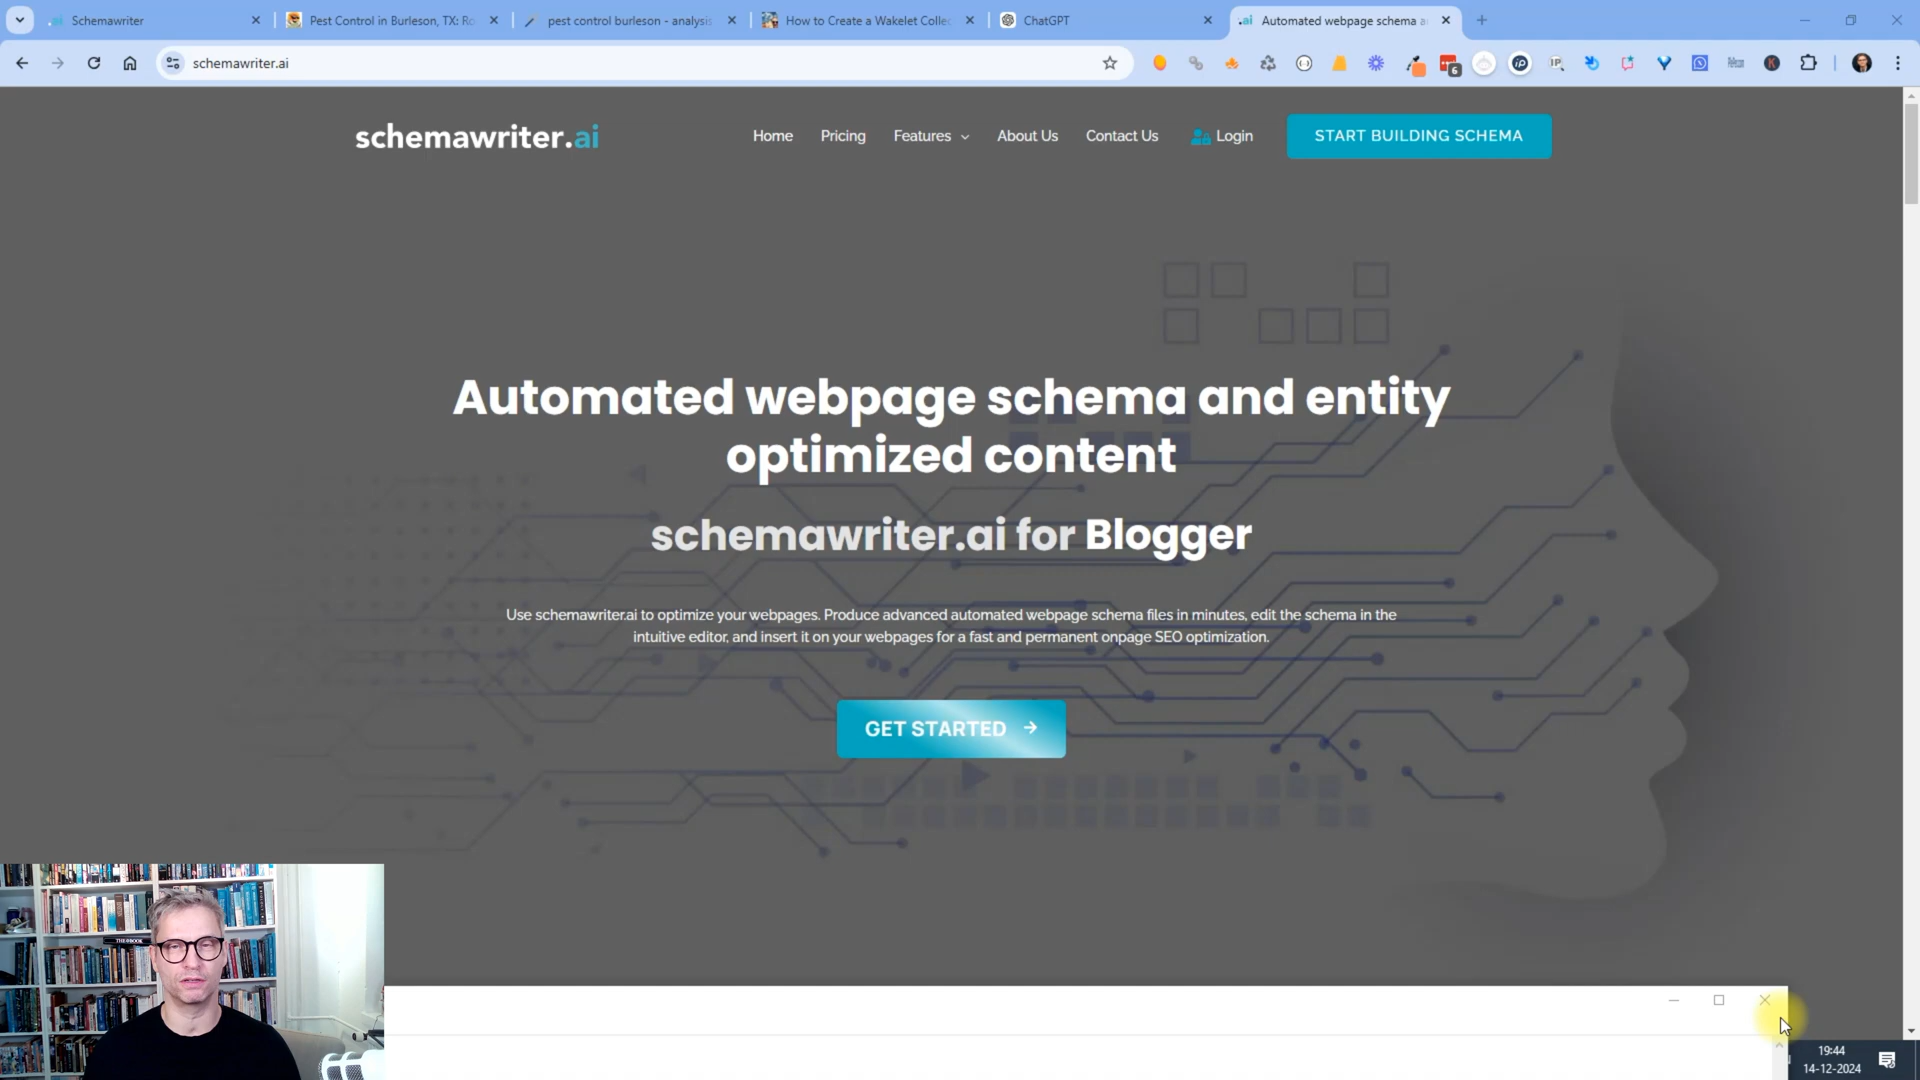 Schemawriter
Pest Control in Burleson, TX: Ro
pest control burleson - analysis
How to Create a Wakelet Collec
ChatGPT
Automated webpage schema a
schemawriter.ai
6
schemawriter.ai
Home
Pricing
Features
About Us
Contact Us
Login
START BUILDING SCHEMA
Automated webpage schema and entity
optimized content
schemawriter.ai for Blogger
Use schemawriter.ai to optimize your webpages. Produce advanced automated webpage schema files in minutes, edit the schema in the
intuitive editor, and insert it on your webpages for a fast and permanent onpage SEO optimization.
GET STARTED
19:44
14-12-2024